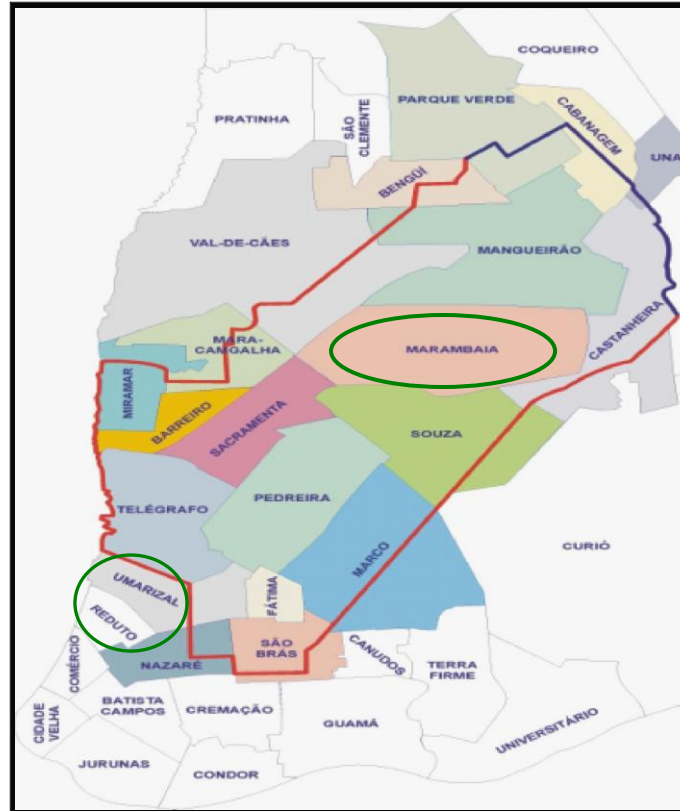 COQUEIRO
PRATINHA
SÃO
CLEMENTE
PARQUE VERDE
CABANAGEM
UNA
BENGÜÍ
VAL-DE-CÃES
MANGUEIRÃO
CASTANHEIRA
MARA-
CANGALHA
MARAMBAIA
MIRAMAR
BARREIRO
SACRAMENTA
SOUZA
TELÉGRAFO
PEDREIRA
MARCO
CURIÓ
UMARIZAL
REDUTO
FÁTIMA
COMÉRCIO
NAZARÉ
SÃO
BRÁS
CANUDOS
TERRA
FIRME
CIDADE
VELHA
BATISTA
CAMPOS
CREMAÇÃO
GUAMÁ
UNIVERSITÁRIO
JURUNAS
CONDOR